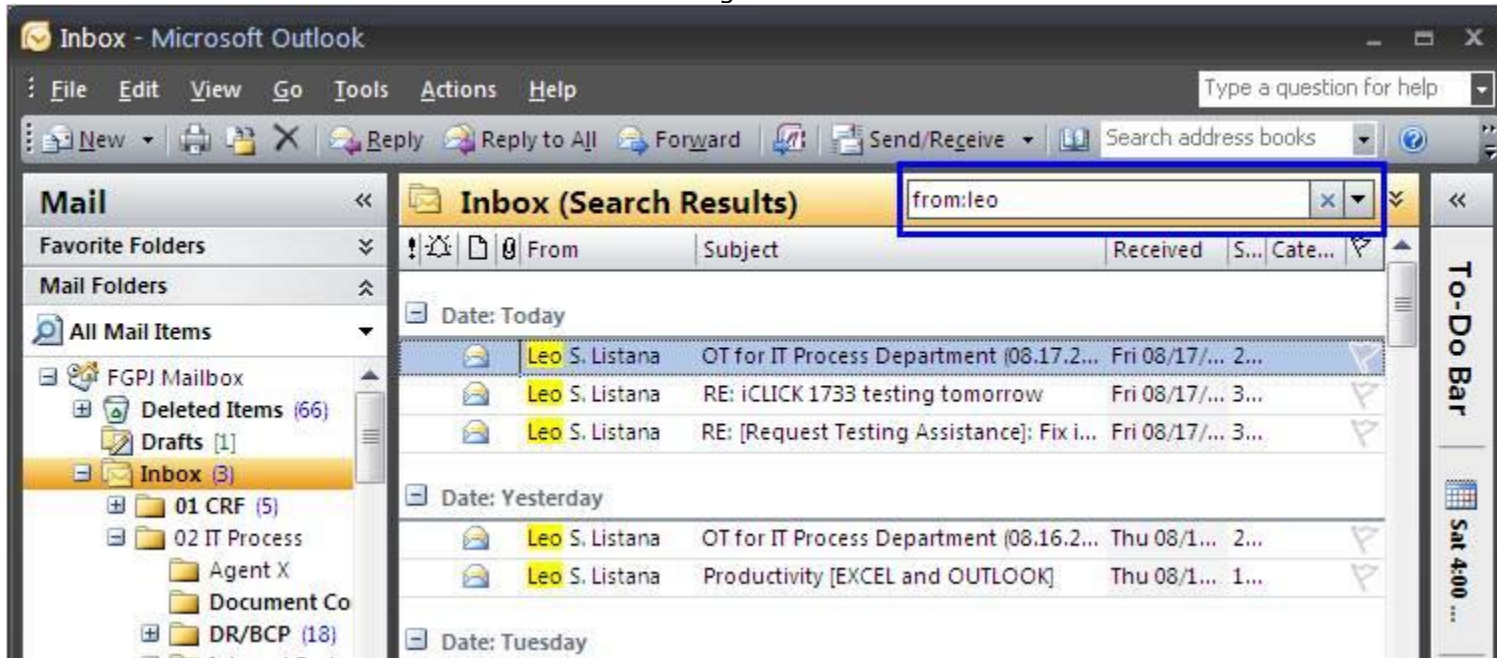 Inbox - Microsoft Outlook
File Edit View Go Tools Actions Help Type a question for help
New Reply Reply to All Forward Send/Receive Search address books
Mail « Inbox (Search Results) from:leo «
Favorite Folders
! From Subject Received S... Cate...
Mail Folders
Date: Today
All Mail Items
Leo S. Listana OT for IT Process Department (08.17.2... Fri 08/17/... 2...
FGPJ Mailbox
Leo S. Listana RE: iCLICK 1733 testing tomorrow Fri 08/17/... 3...
Deleted Items (66)
Leo S. Listana RE: [Request Testing Assistance]: Fix i... Fri 08/17/... 3...
Drafts [1]
Inbox (3)
Date: Yesterday
01 CRF (5)
02 IT Process
Leo S. Listana OT for IT Process Department (08.16.2... Thu 08/1... 2...
Agent X
Leo S. Listana Productivity [EXCEL and OUTLOOK] Thu 08/1... 1...
Document Co
DR/BCP (18)
Date: Tuesday
To-Do Bar
Sat 4:00 ...